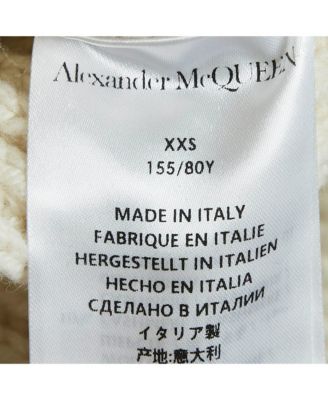 Alexander McQUEEN
XXS
155/80Y
MADE IN ITALY
FABRIQUE EN ITALIE
HERGESTELLT IN ITALIEN
HECHO EN ITALIA
СДЕЛАНО В ИТАЛИИ
イタリア製
产地:意大利